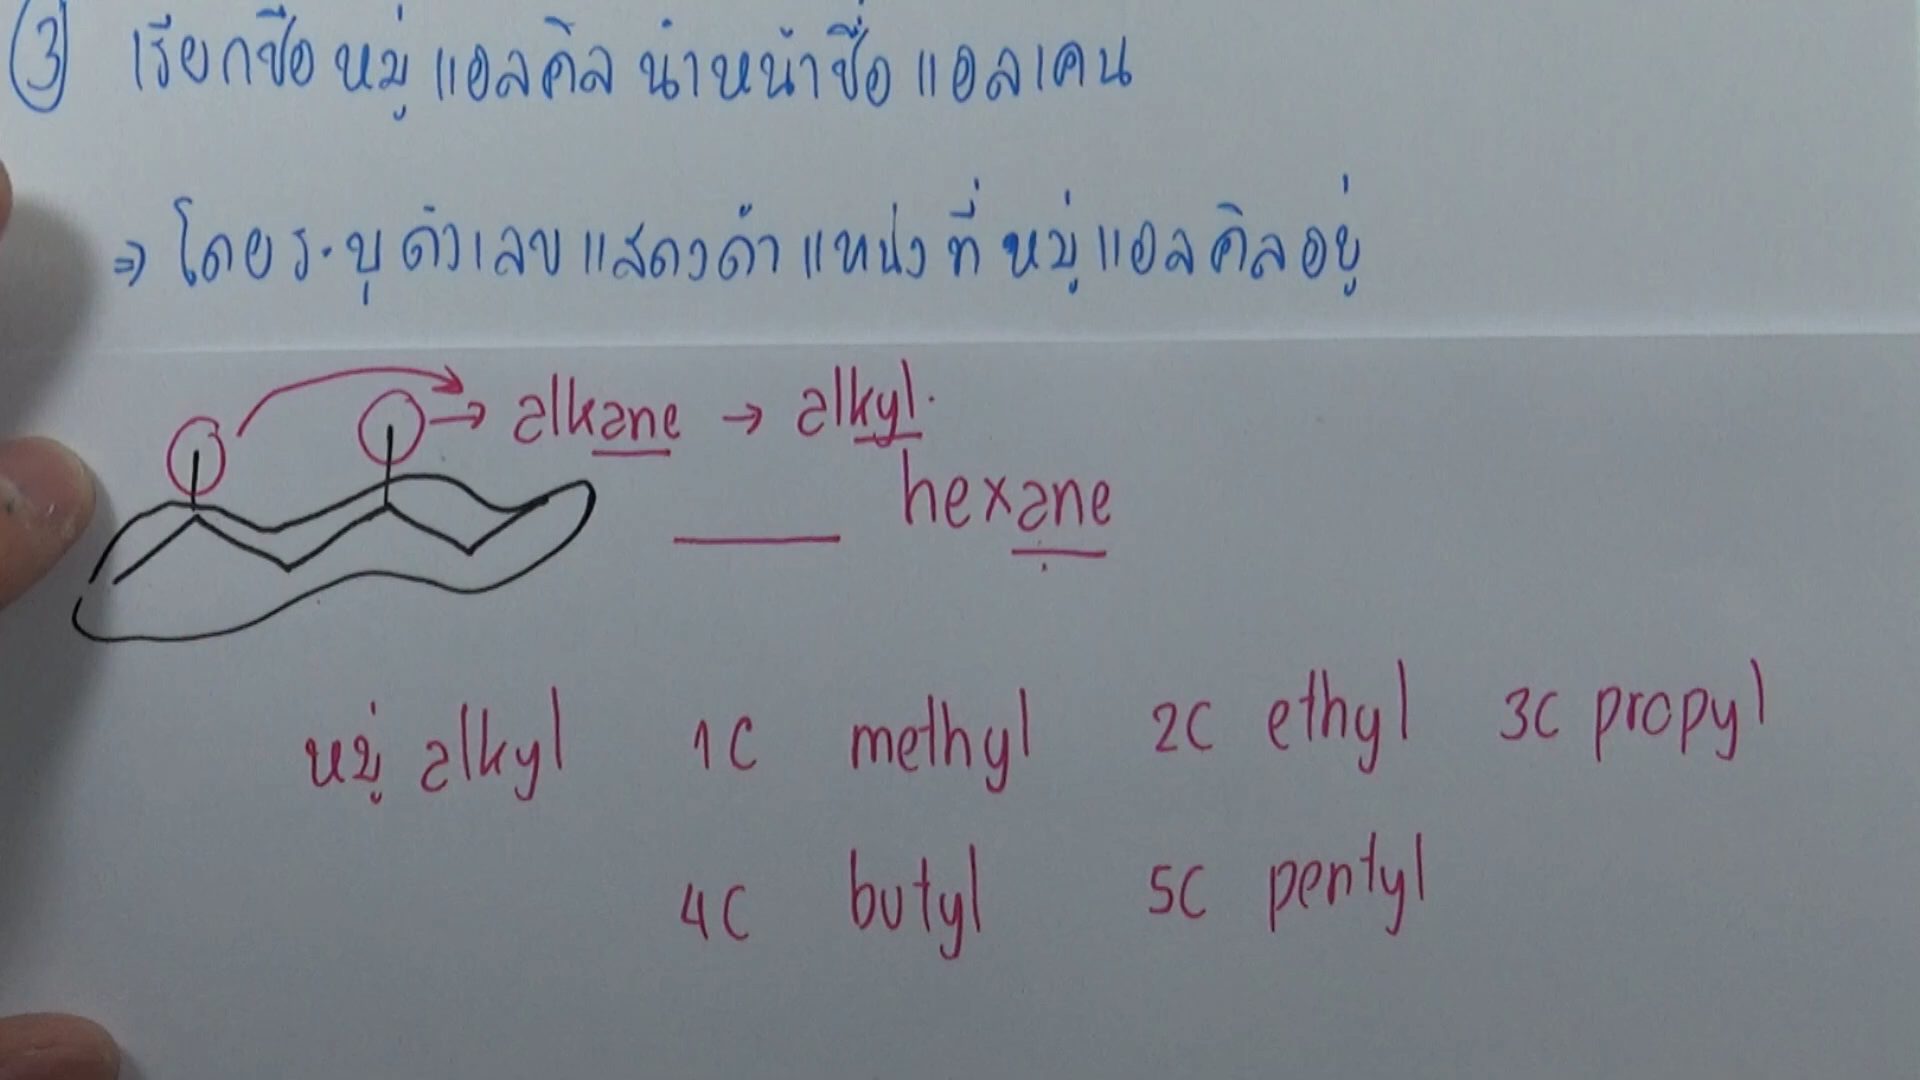 3 เรียกชื่อ หมู่ แอลคิล นำหน้าชื่อ แอลเคน
⇒ โดยระบุตัวเลขแสดงตำแหน่งที่หมู่แอลคิลอยู่
→ alkane → alkyl.
hexane
หมู่ alkyl 1C methyl 2C ethyl 3C propyl
4C butyl 5C pentyl